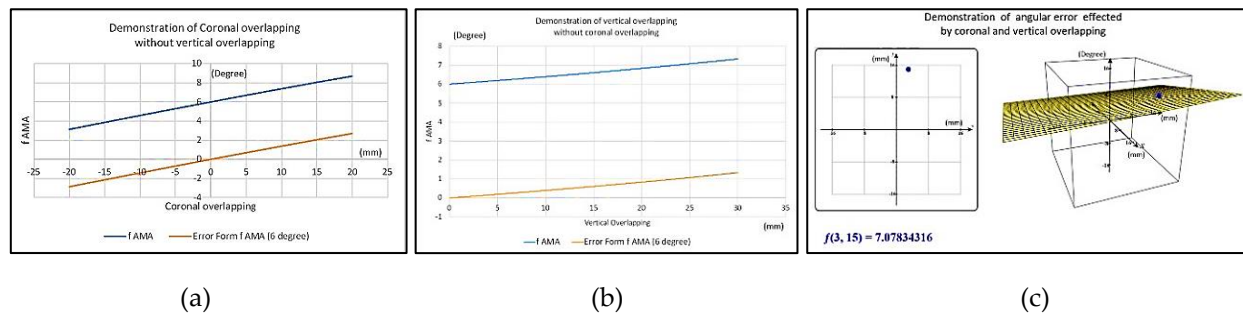 Demonstration of Coronal overlapping
without vertical overlapping
(Degree)
10
8
6
4
2
0
-2
-4
-25 -20 -15 -10 -5 0 5 10 15 20 25
(mm)
f AMA
Coronal overlapping
f AMA Error Form f AMA (6 degree)
(a)
Demonstration of vertical overlapping
without coronal overlapping
(Degree)
8
7
6
5
4
3
2
1
0
-1
0 5 10 15 20 25 30 35
f AMA
Vertical Overlapping
(mm)
f AMA Error Form f AMA (6 degree)
(b)
Demonstration of angular error effected
by coronal and vertical overlapping
(mm)
(mm)
(Degree)
(mm)
(mm)
f(3, 15) = 7.07834316
(c)